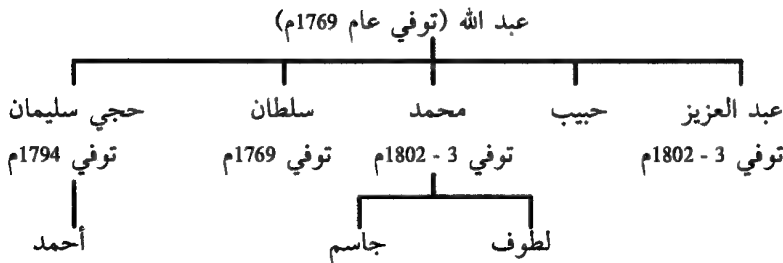 عبد الله (توفي عام 1769م)
عبد العزيز حبيب محمد سلطان حجي سليمان
توفي 3 - 1802م توفي 3 - 1802م توفي 1769م توفي 1794م
لطوف جاسم أحمد